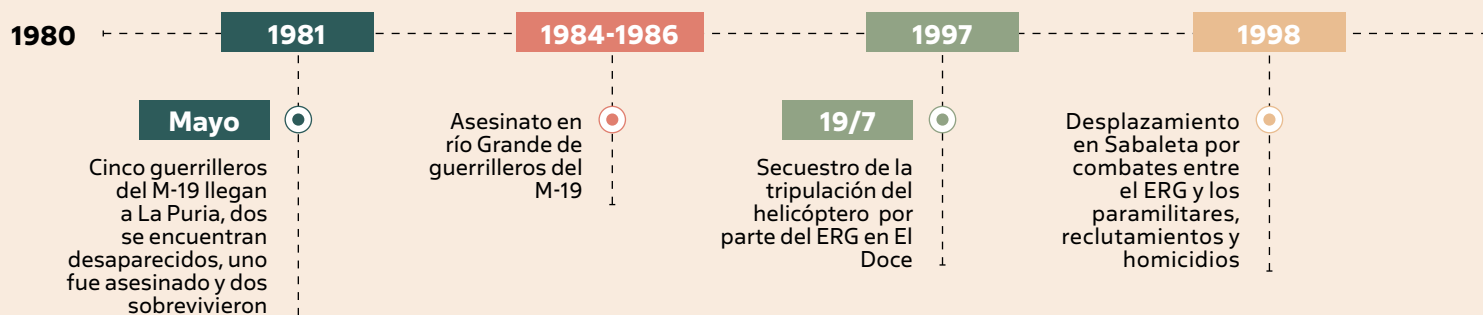 1980
1981
1984-1986
1997
1998
Mayo
Cinco guerrilleros
del M-19 llegan
a La Puria, dos
se encuentran
desaparecidos, uno
fue asesinado y dos
sobrevivieron
Asesinato en
río Grande de
guerrilleros del
M-19
19/7
Secuestro de la
tripulación del
helicóptero por
parte del ERG en El
Doce
Desplazamiento
en Sabaleta por
combates entre
el ERG y los
paramilitares,
reclutamientos y
homicidios